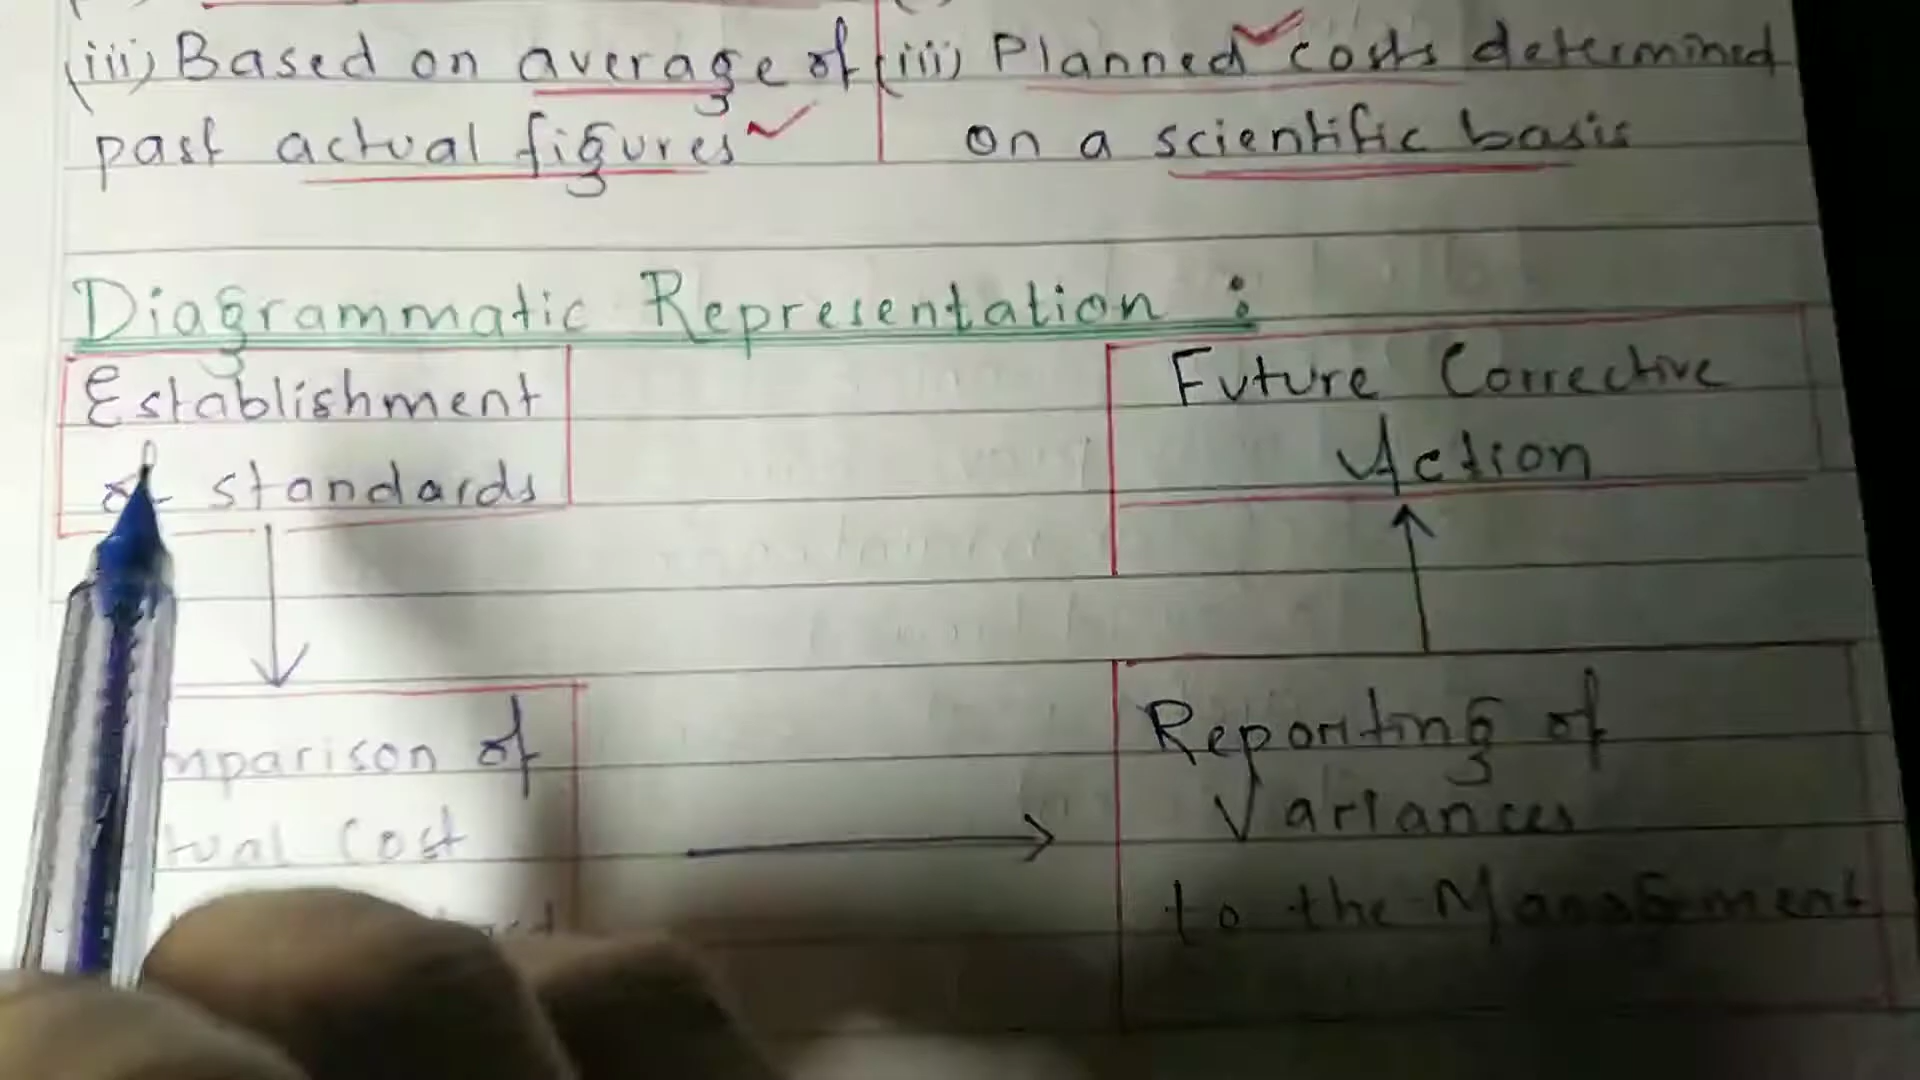 (iii) Based on average of
past actual figures
(iii) Planned costs determined
on a scientific basis
Diagrammatic Representation :
Establishment
of standards
Future Corrective
Action
of
Cost
Reporting of
Variances
to the Management